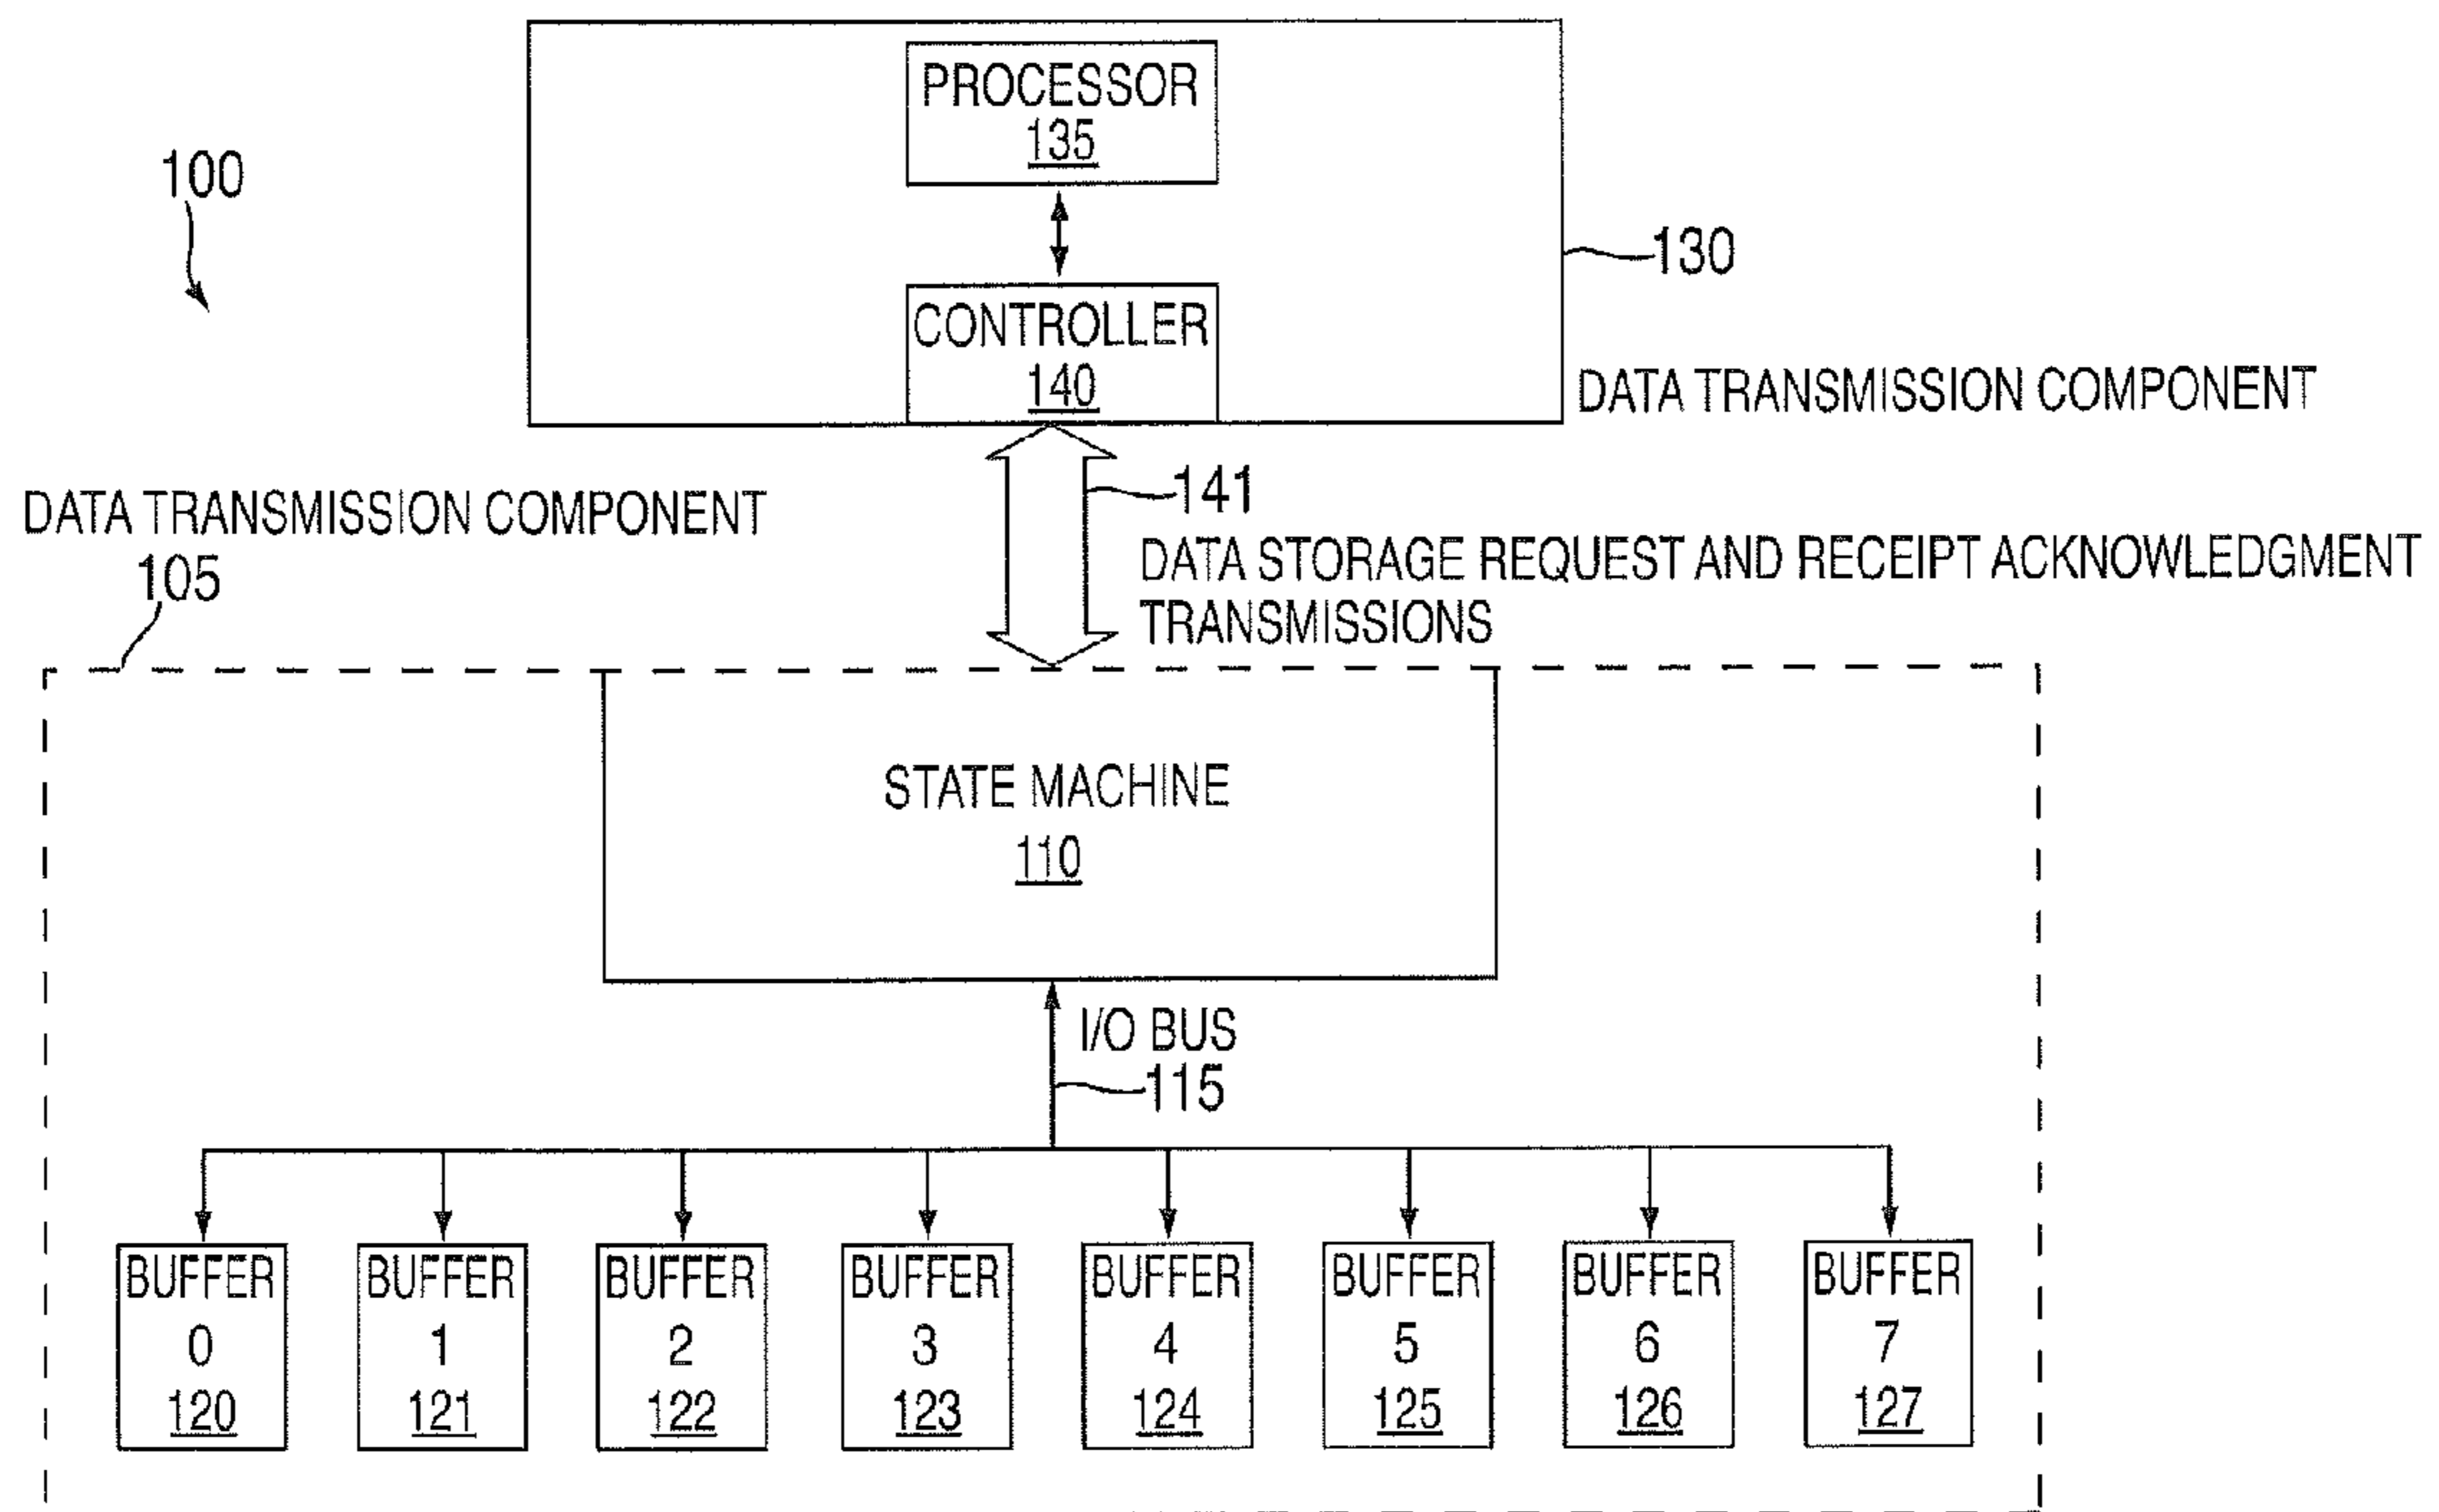 PROCESSOR
135
100
130
CONTROLLER
140
DATA TRANSMISSION COMPONENT
141
DATA TRANSMISSION COMPONENT
105
DATA STORAGE REQUEST AND RECEIPT ACKNOWLEDGMENT
TRANSMISSIONS
STATE MACHINE
110
I/O BUS
115
BUFFER
0
120
BUFFER
1
121
BUFFER
2
122
BUFFER
3
123
BUFFER
4
124
BUFFER
5
125
BUFFER
6
126
BUFFER
7
127